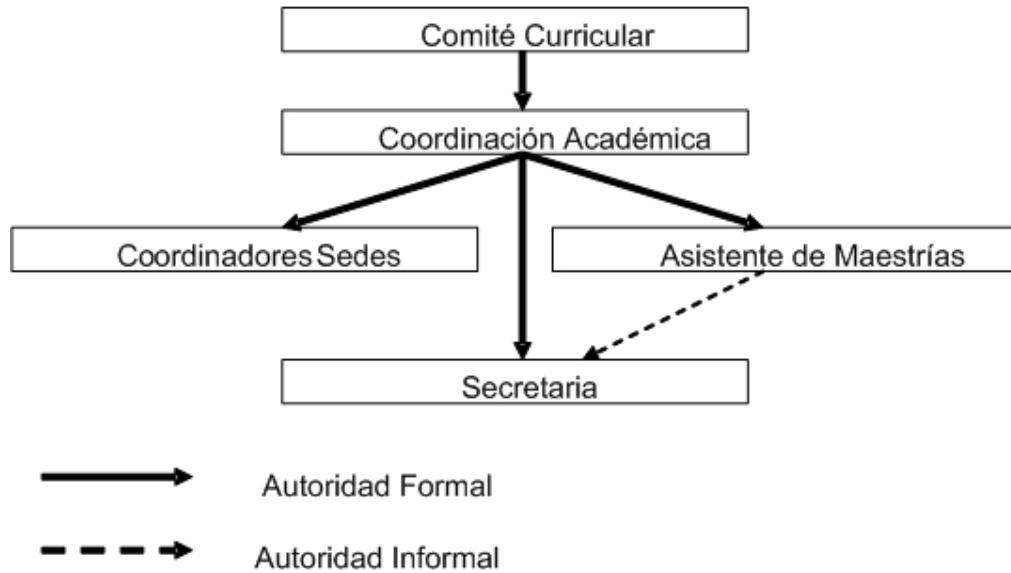 Comité Curricular
Coordinación Académica
Coordinadores Sedes
Asistente de Maestrías
Secretaria
Autoridad Formal
Autoridad Informal